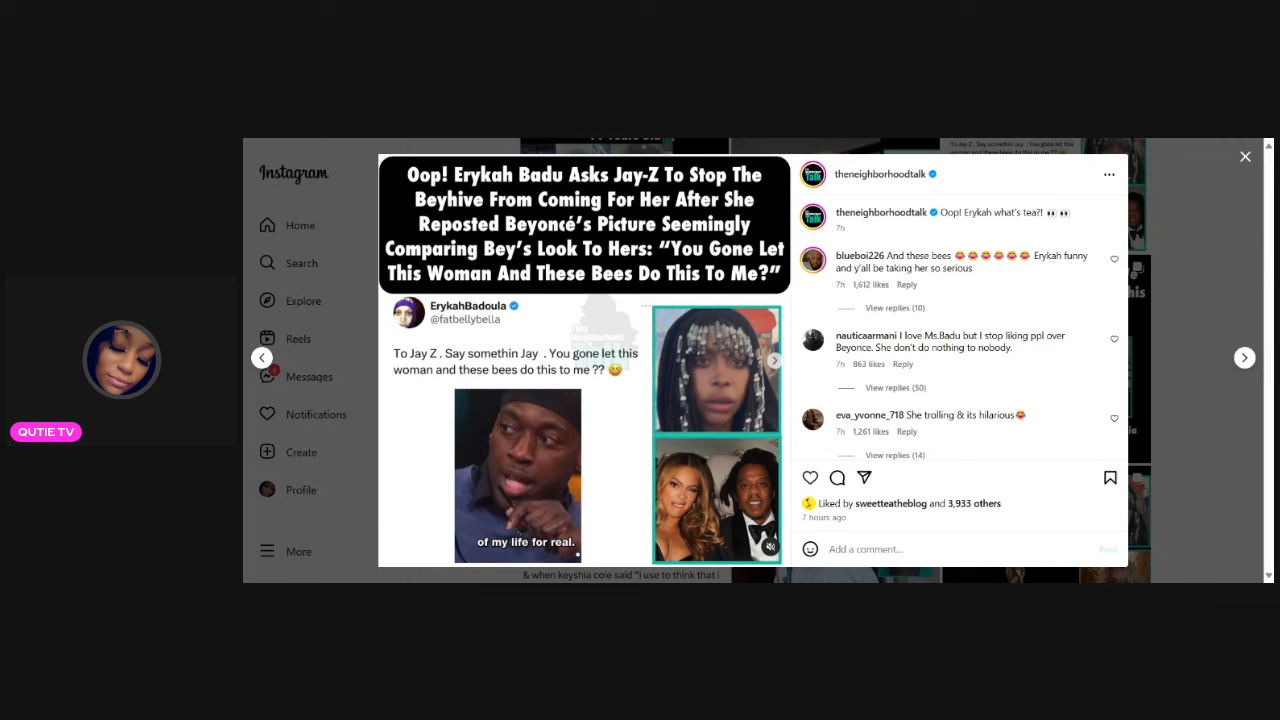 Instagram
Home
Search
Explore
Reels
Messages
Notifications
Create
Profile
More
QUTIE TV
Oop! Erykah Badu Asks Jay-Z To Stop The
Beyhive From Coming For Her After She
Reposted Beyoncé's Picture Seemingly
Comparing Bey's Look To Hers: “You Gone Let
This Woman And These Bees Do This To Me?”
ErykahBadoula
@fatbellybella
To Jay Z . Say somethin Jay . You gone let this
woman and these bees do this to me ?? 😆
of my life for real.
theneighborhoodtalk
theneighborhoodtalk Oop! Erykah what's tea?! 👀 👀
7h
blueboi226 And these bees 😂😂😂😂😂😂 Erykah funny
and y'all be taking her so serious
7h 1,612 likes Reply
View replies (10)
nauticaarmani I love Ms.Badu but I stop liking ppl over
Beyonce. She don't do nothing to nobody.
7h 863 likes Reply
View replies (50)
eva_yvonne_718 She trolling & its hilarious😂
7h 1,261 likes Reply
View replies (14)
Liked by sweetteatheblog and 3,933 others
7 hours ago
Add a comment...
Post
& when keyshia cole said "i use to think that i